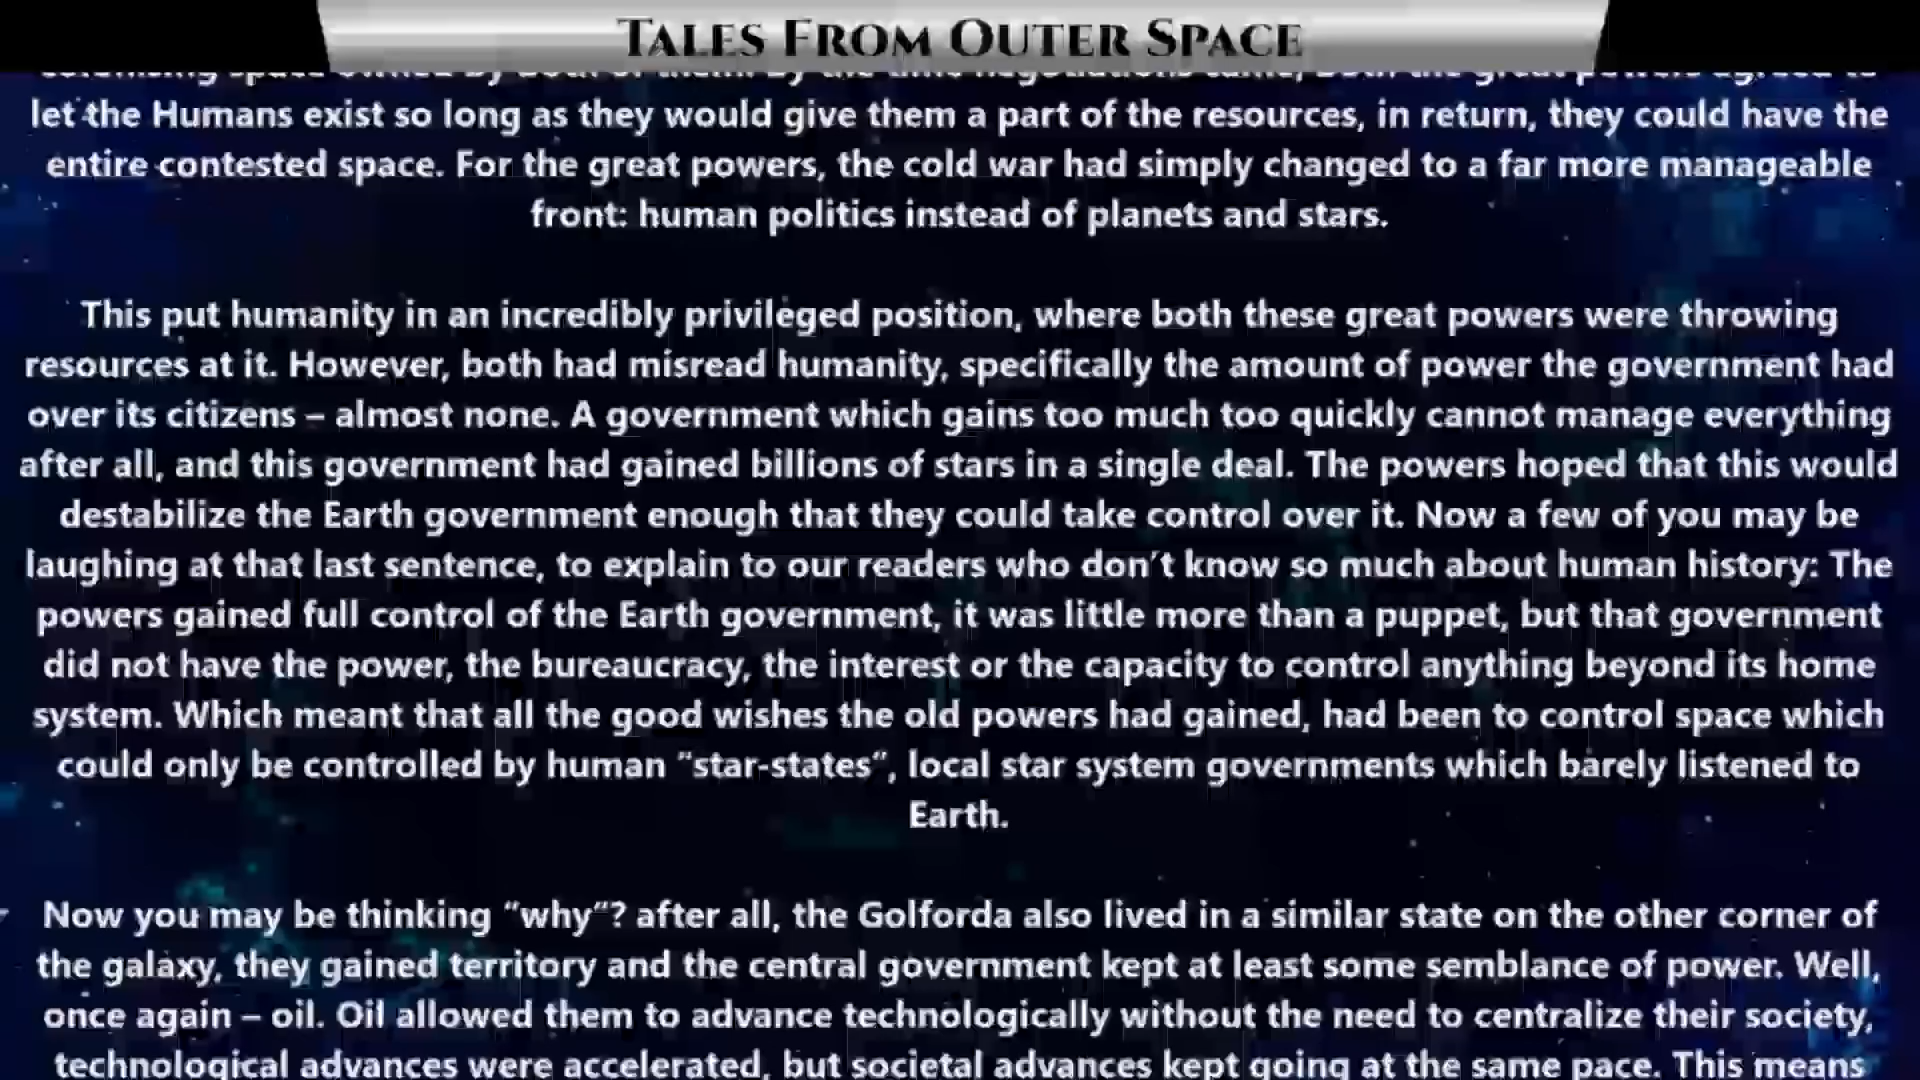 Tales From Outer Space
let the Humans exist so long as they would give them a part of the resources, in return, they could have the
entire contested space. For the great powers, the cold war had simply changed to a far more manageable
front: human politics instead of planets and stars.
This put humanity in an incredibly privileged position, where both these great powers were throwing
resources at it. However, both had misread humanity, specifically the amount of power the government had
over its citizens – almost none. A government which gains too much too quickly cannot manage everything
after all, and this government had gained billions of stars in a single deal. The powers hoped that this would
destabilize the Earth government enough that they could take control over it. Now a few of you may be
laughing at that last sentence, to explain to our readers who don't know so much about human history: The
powers gained full control of the Earth government, it was little more than a puppet, but that government
did not have the power, the bureaucracy, the interest or the capacity to control anything beyond its home
system. Which meant that all the good wishes the old powers had gained, had been to control space which
could only be controlled by human "star-states", local star system governments which barely listened to
Earth.
Now you may be thinking "why"? after all, the Golforda also lived in a similar state on the other corner of
the galaxy, they gained territory and the central government kept at least some semblance of power. Well,
once again – oil. Oil allowed them to advance technologically without the need to centralize their society,
technological advances were accelerated, but societal advances kept going at the same pace. This means